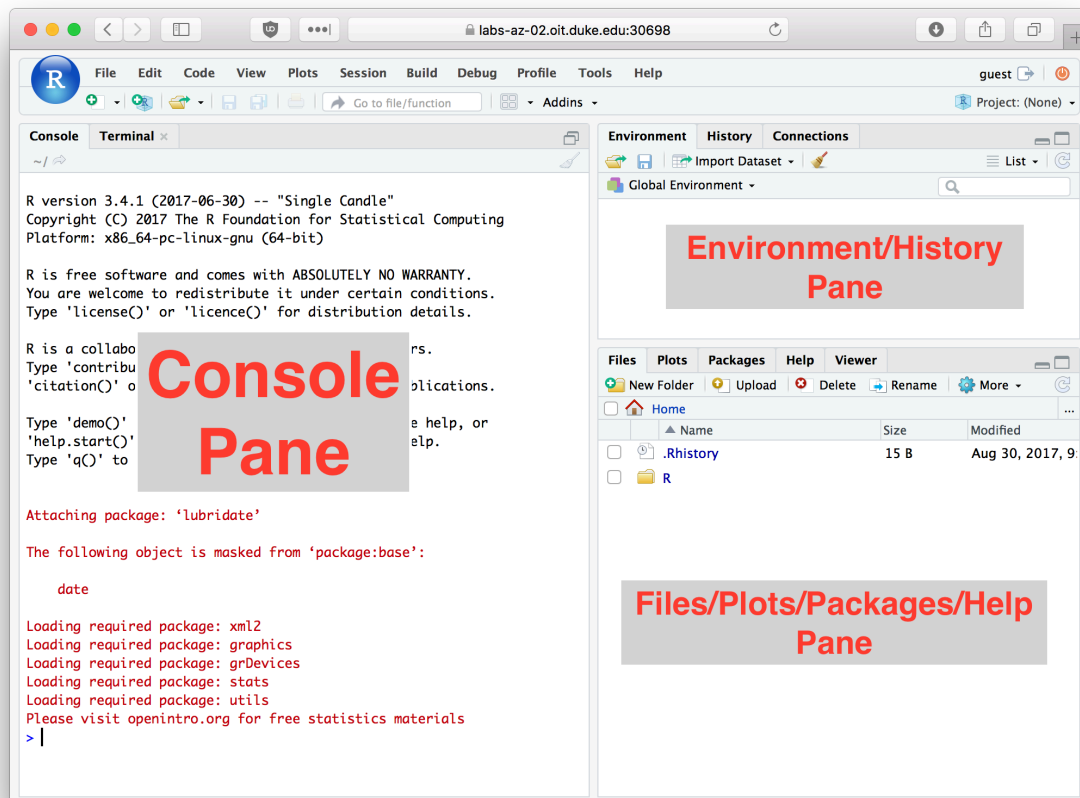 labs-az-02.oit.duke.edu:30698
R
File Edit Code View Plots Session Build Debug Profile Tools Help
guest
Go to file/function
Addins
Project: (None)
Console Terminal
~/
R version 3.4.1 (2017-06-30) -- "Single Candle"
Copyright (C) 2017 The R Foundation for Statistical Computing
Platform: x86_64-pc-linux-gnu (64-bit)
R is free software and comes with ABSOLUTELY NO WARRANTY.
You are welcome to redistribute it under certain conditions.
Type 'license()' or 'licence()' for distribution details.
R is a collabo rs.
Type 'contribu
'citation()' o blications.
Type 'demo()' e help, or
'help.start()' elp.
Type 'q()' to
Console
Pane
Attaching package: ‘lubridate’
The following object is masked from ‘package:base’:
date
Loading required package: xml2
Loading required package: graphics
Loading required package: grDevices
Loading required package: stats
Loading required package: utils
Please visit openintro.org for free statistics materials
>
Environment History Connections
Import Dataset
List
Global Environment
Environment/History
Pane
Files Plots Packages Help Viewer
New Folder Upload Delete Rename More
Home
...
Name Size Modified
.Rhistory 15 B Aug 30, 2017, 9:
R
Files/Plots/Packages/Help
Pane